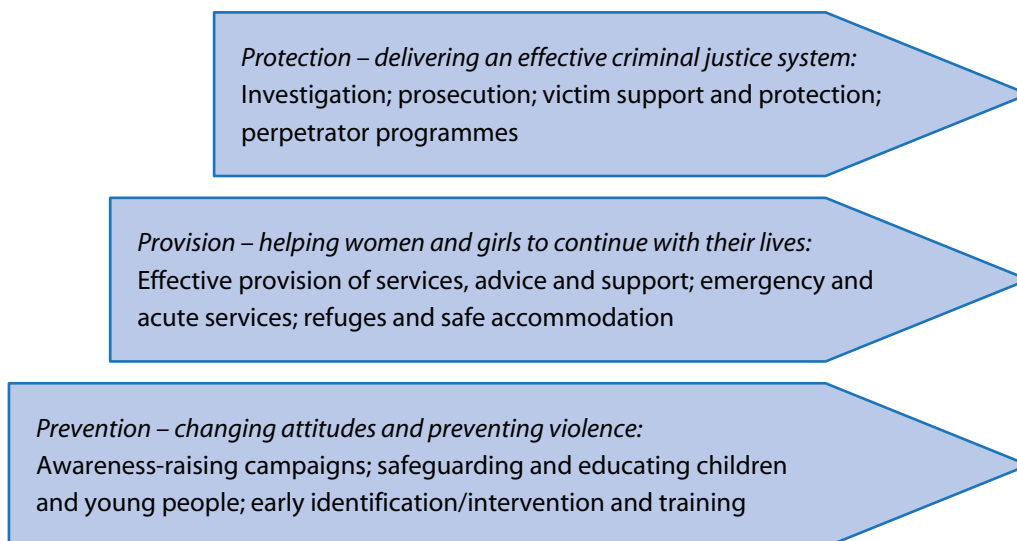 Protection – delivering an effective criminal justice system:
Investigation; prosecution; victim support and protection;
perpetrator programmes
Provision – helping women and girls to continue with their lives:
Effective provision of services, advice and support; emergency and
acute services; refuges and safe accommodation
Prevention – changing attitudes and preventing violence:
Awareness-raising campaigns; safeguarding and educating children
and young people; early identification/intervention and training